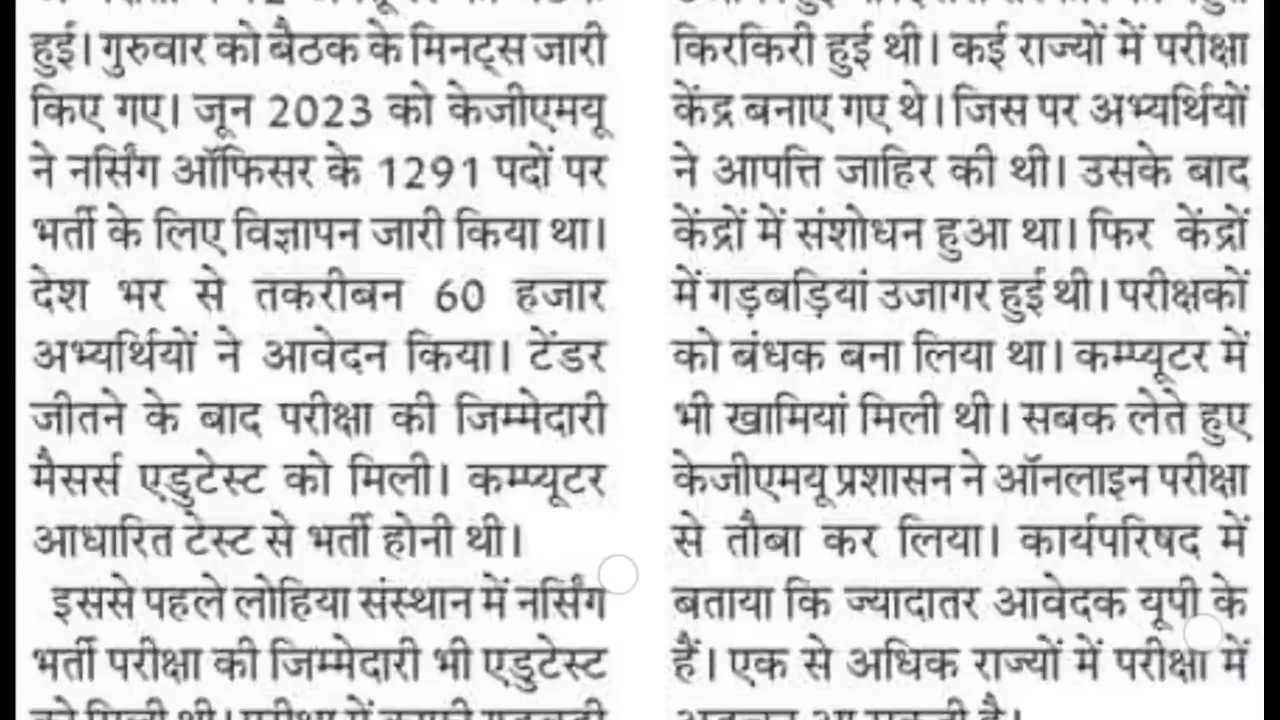 हुई। गुरुवार को बैठक के मिनट्स जारी
किए गए। जून 2023 को केजीएमयू
ने नर्सिंग ऑफिसर के 1291 पदों पर
भर्ती के लिए विज्ञापन जारी किया था।
देश भर से तकरीबन 60 हजार
अभ्यर्थियों ने आवेदन किया। टेंडर
जीतने के बाद परीक्षा की जिम्मेदारी
मैसर्स एडुटेस्ट को मिली। कम्प्यूटर
आधारित टेस्ट से भर्ती होनी थी।
इससे पहले लोहिया संस्थान में नर्सिंग
भर्ती परीक्षा की जिम्मेदारी भी एडुटेस्ट
किरकिरी हुई थी। कई राज्यों में परीक्षा
केंद्र बनाए गए थे। जिस पर अभ्यर्थियों
ने आपत्ति जाहिर की थी। उसके बाद
केंद्रों में संशोधन हुआ था। फिर केंद्रों
में गड़बड़ियां उजागर हुई थी। परीक्षकों
को बंधक बना लिया था। कम्प्यूटर में
भी खामियां मिली थी। सबक लेते हुए
केजीएमयू प्रशासन ने ऑनलाइन परीक्षा
से तौबा कर लिया। कार्यपरिषद में
बताया कि ज्यादातर आवेदक यूपी के
हैं। एक से अधिक राज्यों में परीक्षा में